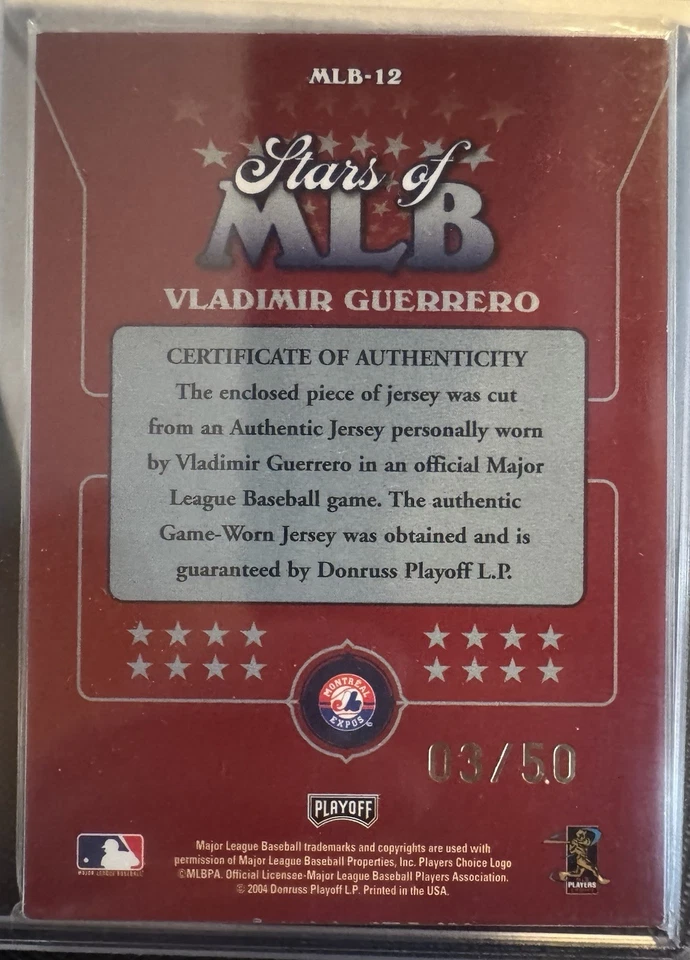 MLB-12
Stars of
MLB
VLADIMIR GUERRERO
CERTIFICATE OF AUTHENTICITY
The enclosed piece of jersey was cut
from an Authentic Jersey personally worn
by Vladimir Guerrero in an official Major
League Baseball game. The authentic
Game-Worn Jersey was obtained and is
guaranteed by Donruss Playoff L.P.
MONTREAL
EXPOS
03/50
PLAYOFF
MAJOR LEAGUE BASEBALL
Major League Baseball trademarks and copyrights are used with
permission of Major League Baseball Properties, Inc. Players Choice Logo
©MLBPA. Official Licensee-Major League Baseball Players Association.
© 2004 Donruss Playoff L.P. Printed in the USA.
PLAYERS